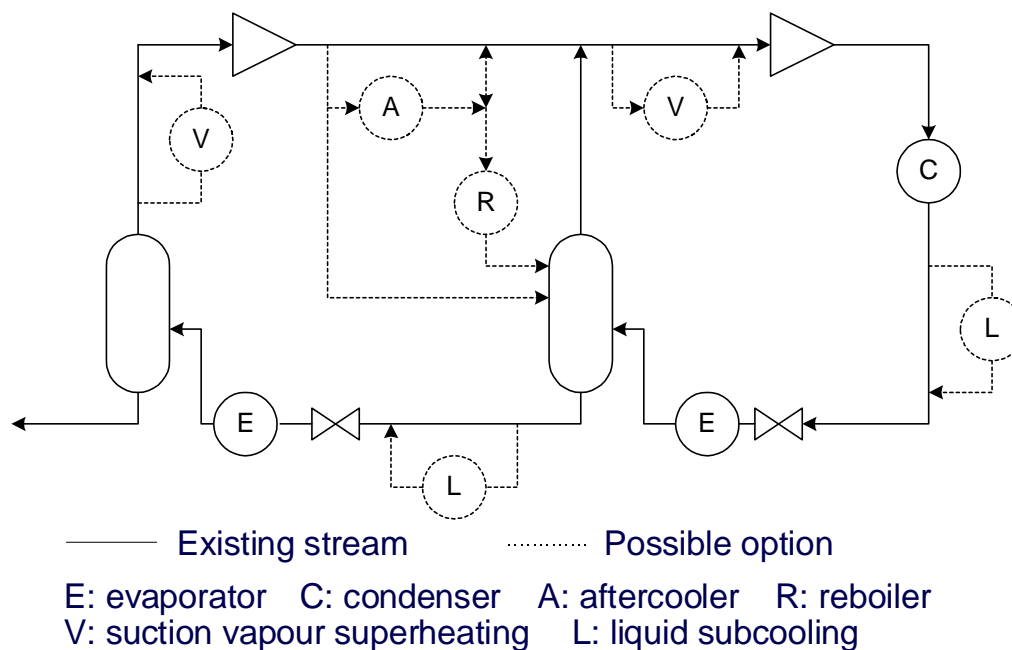 A
V
V
C
R
L
E
E
L
Existing stream Possible option
E: evaporator C: condenser A: aftercooler R: reboiler
V: suction vapour superheating L: liquid subcooling